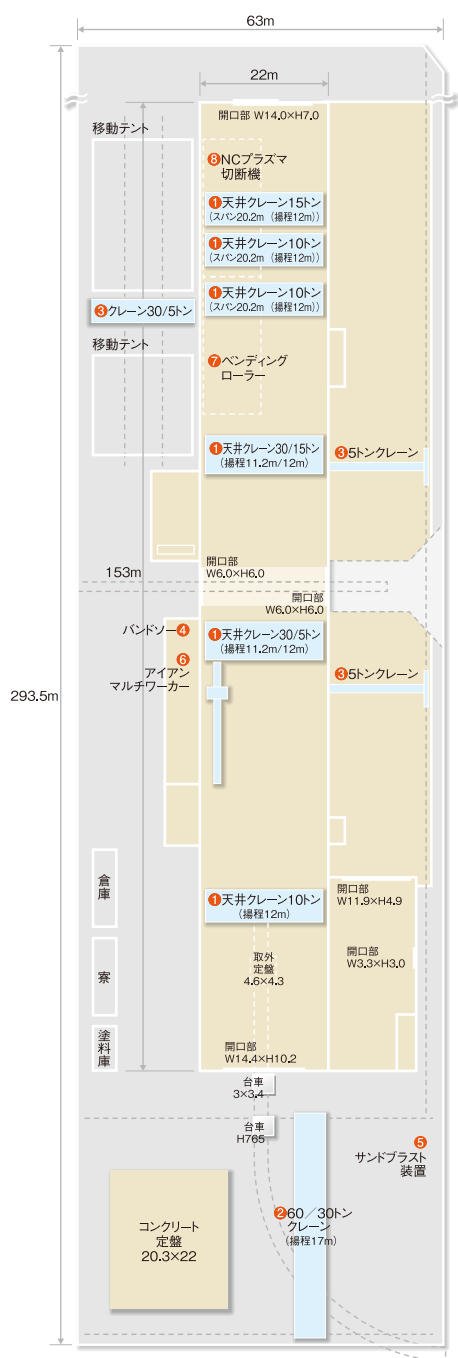 63m
22m
開口部 W14.0×H7.0
移動テント
❽NCプラズマ
切断機
❶天井クレーン15トン
(スパン20.2m (揚程12m))
❶天井クレーン10トン
(スパン20.2m (揚程12m))
❶天井クレーン10トン
(スパン20.2m (揚程12m))
❸クレーン30/5トン
移動テント
❼ベンディング
ローラー
❶天井クレーン30/15トン
(揚程11.2m/12m)
❸5トンクレーン
開口部
W6.0×H6.0
153m
開口部
W6.0×H6.0
バンドソー❹
❶天井クレーン30/5トン
(揚程11.2m/12m)
❻
アイアン
マルチワーカー
❸5トンクレーン
293.5m
倉庫
❶天井クレーン10トン
(揚程12m)
開口部
W11.9×H4.9
寮
取外
定盤
4.6×4.3
開口部
W3.3×H3.0
塗料庫
開口部
W14.4×H10.2
台車
3×3.4
台車
H765
❺
サンドブラスト
装置
コンクリート
定盤
20.3×22
❷60／30トン
クレーン
(揚程17m)